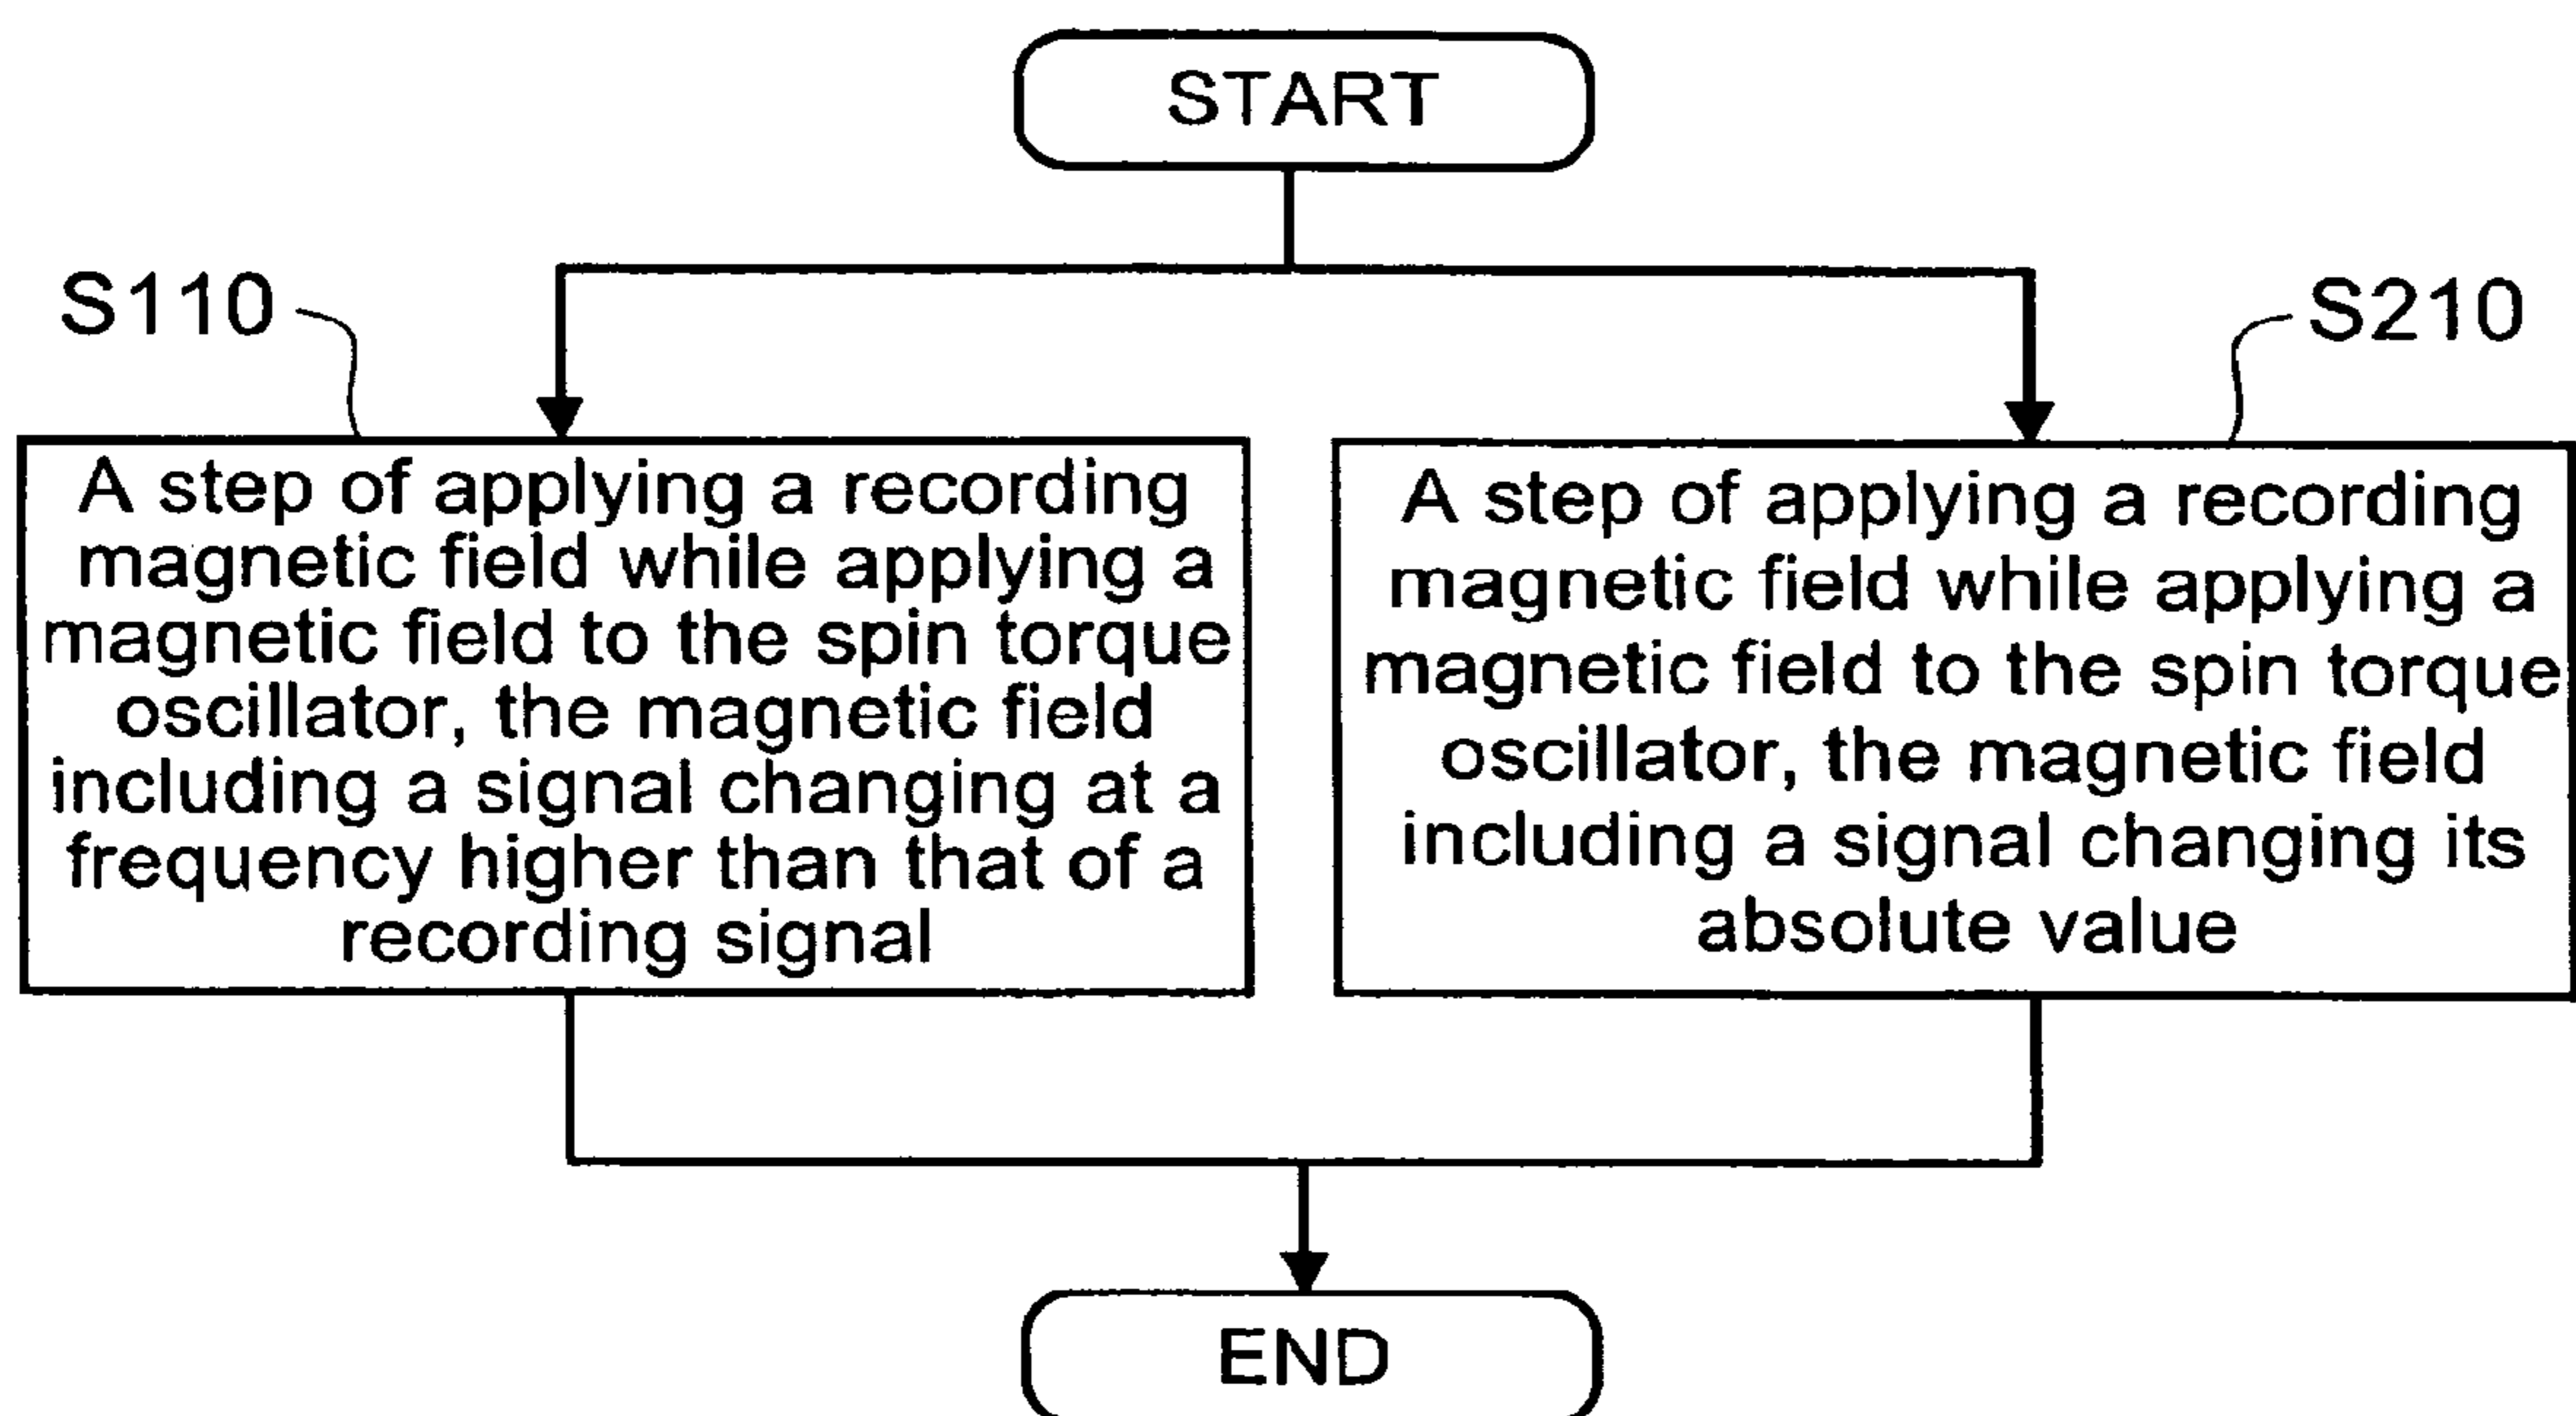 START
S110
S210
A step of applying a recording
magnetic field while applying a
magnetic field to the spin torque
oscillator, the magnetic field
including a signal changing at a
frequency higher than that of a
recording signal
A step of applying a recording
magnetic field while applying a
magnetic field to the spin torque
oscillator, the magnetic field
including a signal changing its
absolute value
END